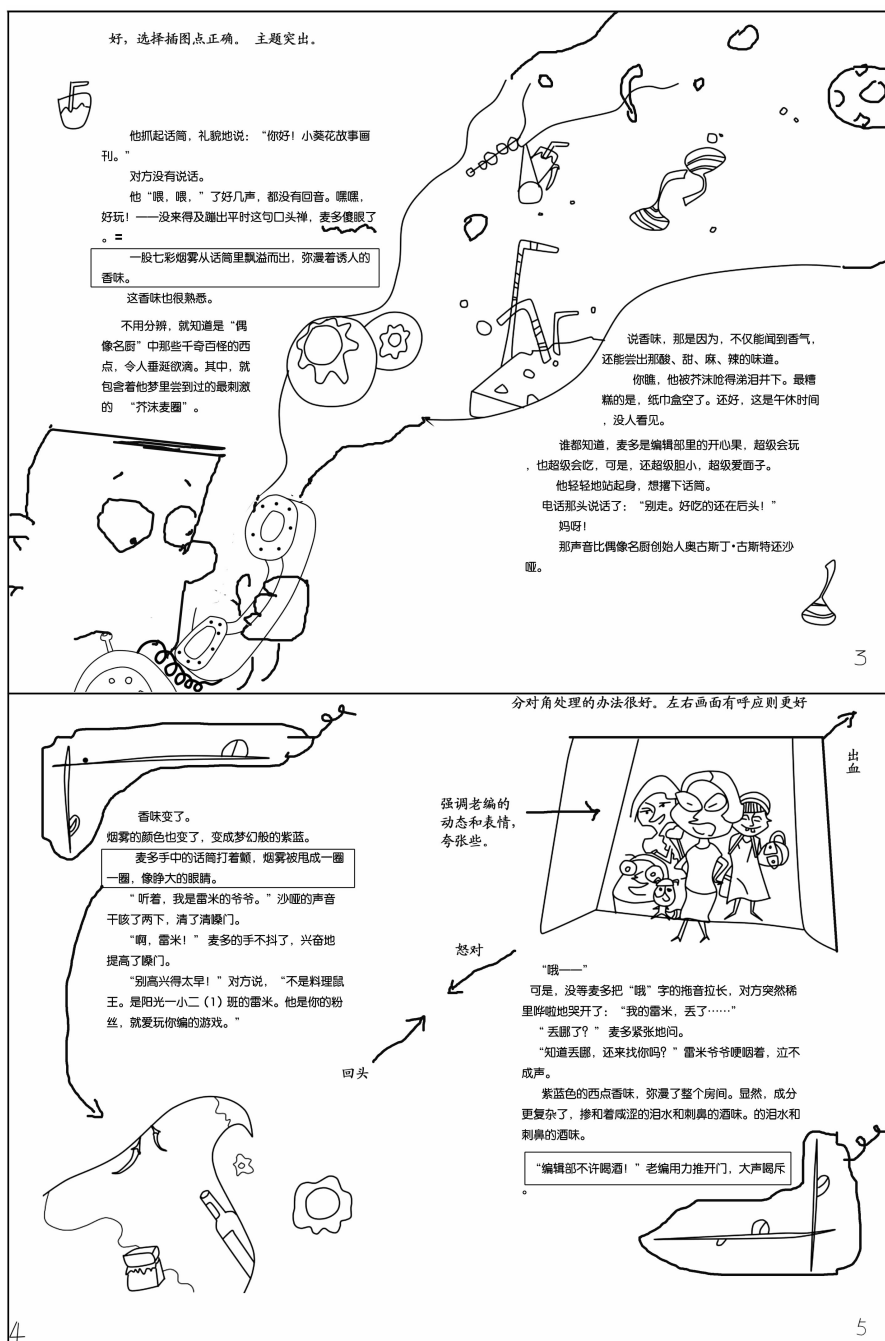 好，选择插图点正确。 主题突出。
他抓起话筒，礼貌地说：“你好！小葵花故事画
刊。”
对方没有说话。
他“喂，喂，”了好几声，都没有回音。嘿嘿，
好玩！——没来得及蹦出平时这句口头禅，麦多傻眼了
。=
一股七彩烟雾从话筒里飘溢而出，弥漫着诱人的
香味。
这香味也很熟悉。
不用分辨，就知道是“偶
像名厨”中那些千奇百怪的西
点，令人垂涎欲滴。其中，就
包含着他梦里尝到过的最刺激
的 “芥沫麦圈”。
说香味，那是因为，不仅能闻到香气，
还能尝出那酸、甜、麻、辣的味道。
你瞧，他被芥沫呛得涕泪井下。最糟
糕的是，纸巾盒空了。还好，这是午休时间
，没人看见。
谁都知道，麦多是编辑部里的开心果，超级会玩
，也超级会吃，可是，还超级胆小，超级爱面子。
他轻轻地站起身，想撂下话筒。
电话那头说话了：“别走。好吃的还在后头！”
妈呀！
那声音比偶像名厨创始人奥古斯丁·古斯特还沙
哑。
3
香味变了。
烟雾的颜色也变了，变成梦幻般的紫蓝。
麦多手中的话筒打着颤，烟雾被甩成一圈
一圈，像睁大的眼睛。
“听着，我是雷米的爷爷。”沙哑的声音
干咳了两下，清了清嗓门。
“啊，雷米！” 麦多的手不抖了，兴奋地
提高了嗓门。
“别高兴得太早！”对方说，“不是料理鼠
王。是阳光一小二（1）班的雷米。他是你的粉
丝，就爱玩你编的游戏。”
4
分对角处理的办法很好。左右画面有呼应则更好
出血
强调老编的
动态和表情，
夸张些。
怒对
回头
“哦——”
可是，没等麦多把“哦”字的拖音拉长，对方突然稀
里哗啦地哭开了：“我的雷米，丢了……”
“丢哪了？” 麦多紧张地问。
“知道丢哪，还来找你吗？”雷米爷爷哽咽着，泣不
成声。
紫蓝色的西点香味，弥漫了整个房间。显然，成分
更复杂了，掺和着咸涩的泪水和刺鼻的酒味。的泪水和
刺鼻的酒味。
“编辑部不许喝酒！”老编用力推开门，大声喝斥
。
5